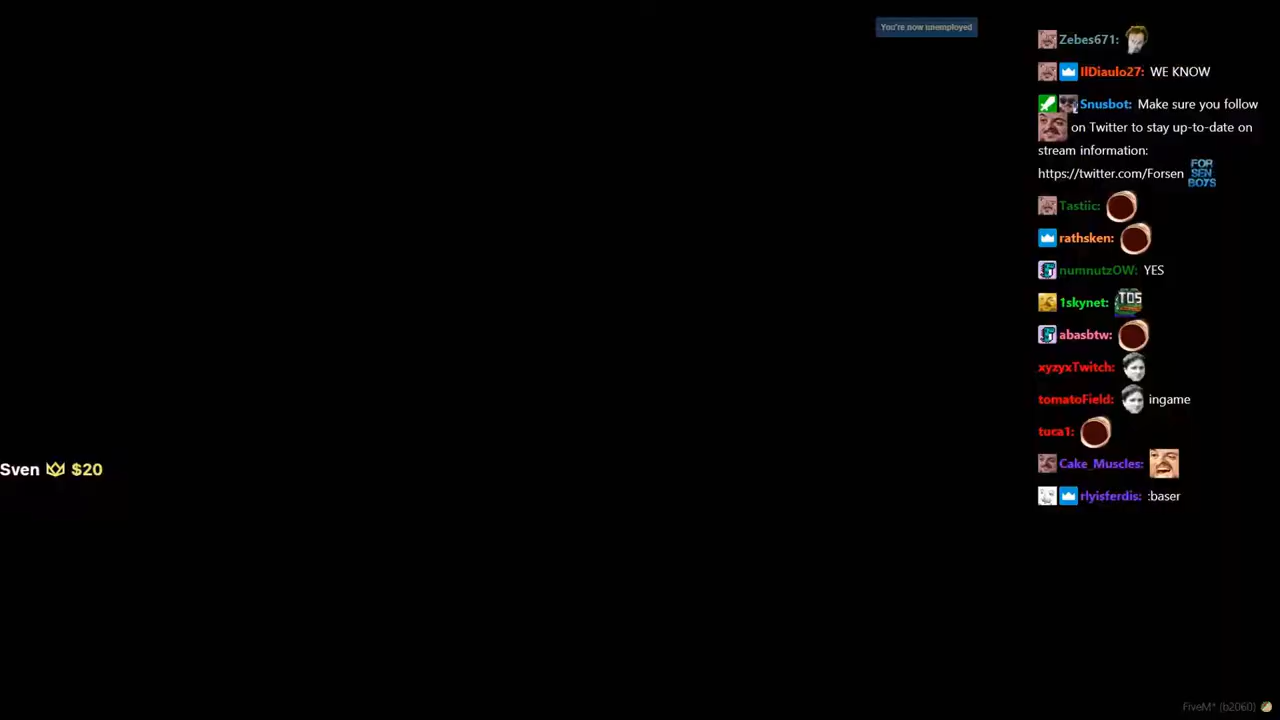 You're now unemployed
Zebes671:
IlDiaulo27: WE KNOW
Snusbot: Make sure you follow
on Twitter to stay up-to-date on
stream information:
https://twitter.com/Forsen FOR
SEN
BOYS
Tastiic:
rathsken:
numnutzOW: YES
1skynet: TOS
abasbtw:
xyzyxTwitch:
tomatoField: ingame
tuca1:
Sven $20
Cake_Muscles:
rlyisferdis: :baser
FiveM* (b2060)